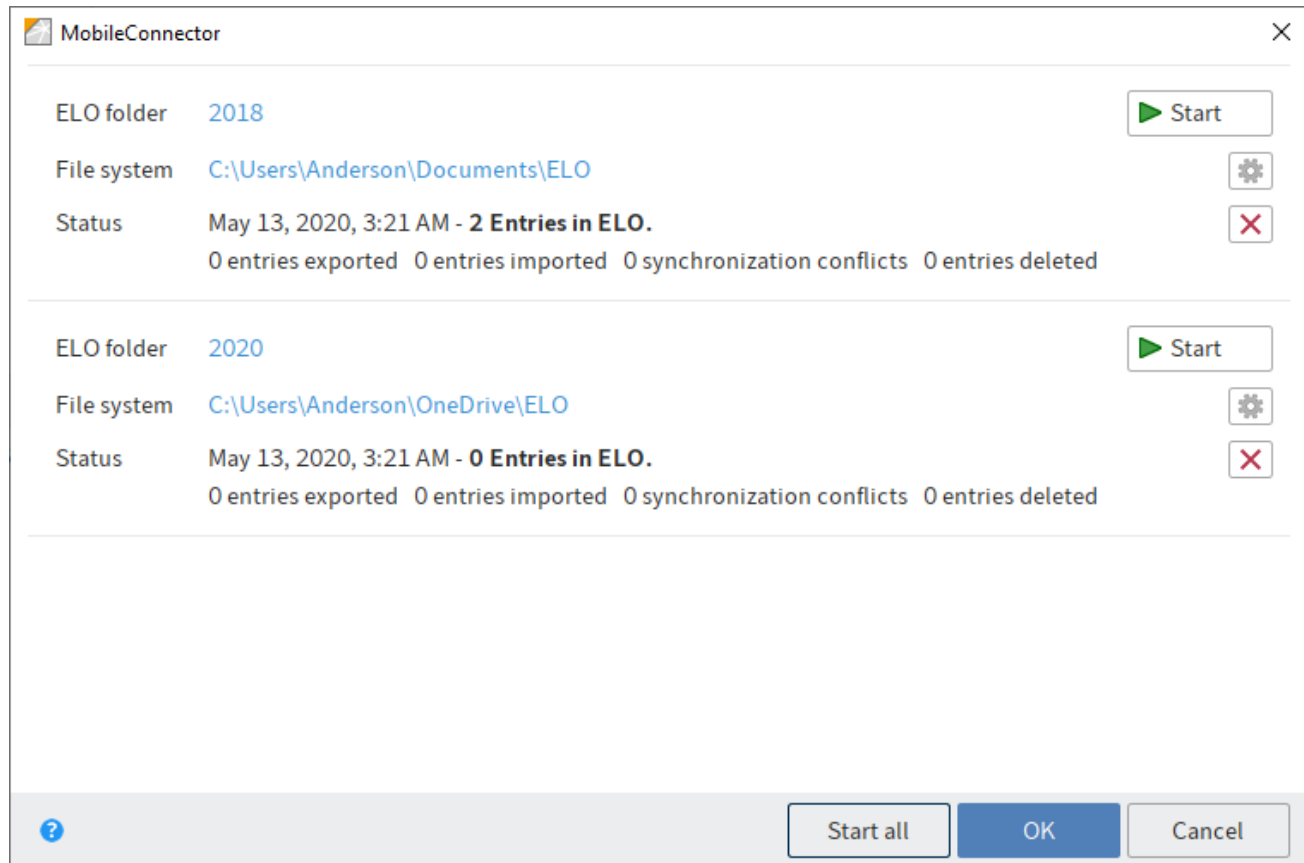 MobileConnector
ELO folder 2018 Start
File system C:\Users\Anderson\Documents\ELO
Status May 13, 2020, 3:21 AM - 2 Entries in ELO.
0 entries exported 0 entries imported 0 synchronization conflicts 0 entries deleted
ELO folder 2020 Start
File system C:\Users\Anderson\OneDrive\ELO
Status May 13, 2020, 3:21 AM - 0 Entries in ELO.
0 entries exported 0 entries imported 0 synchronization conflicts 0 entries deleted
? Start all OK Cancel